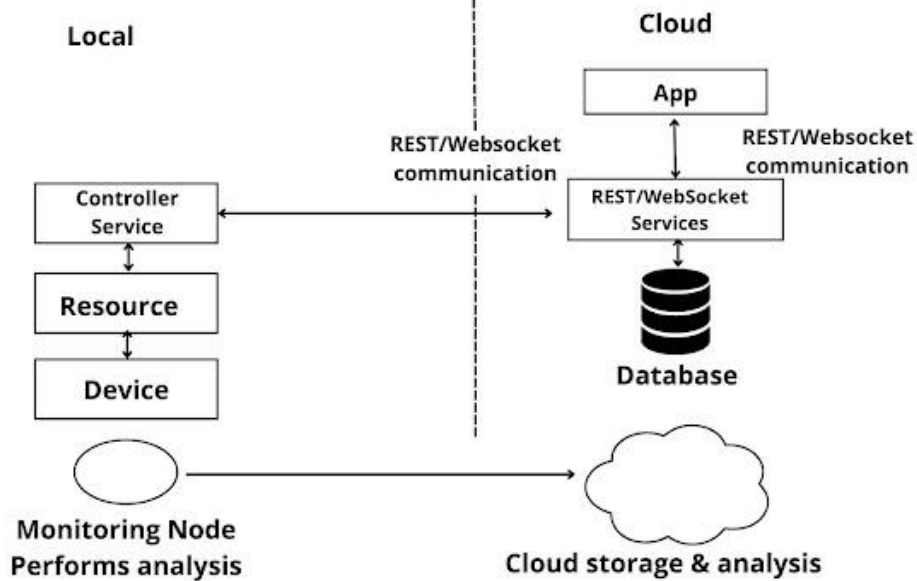 Local
Cloud
App
REST/Websocket
communication
REST/Websocket
communication
Controller
Service
REST/WebSocket
Services
Resource
Device
Database
Monitoring Node
Performs analysis
Cloud storage & analysis